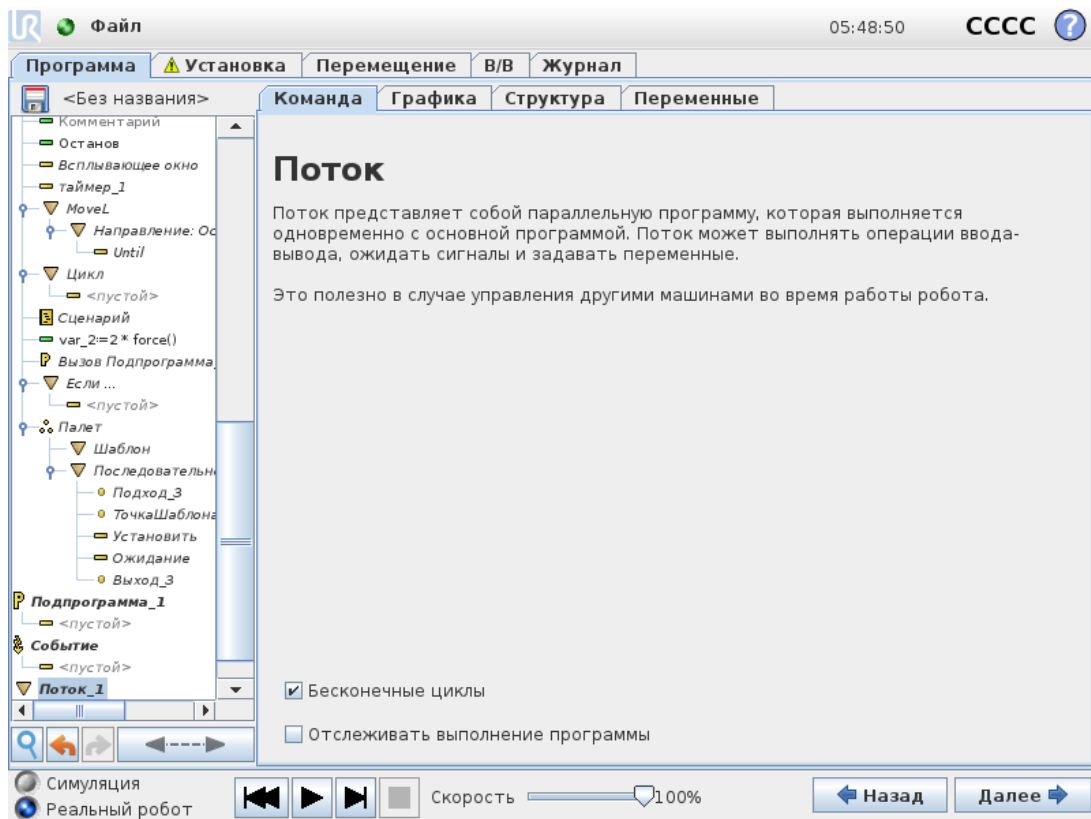 UR Файл 05:48:50 CCCC ?
Программа Установка Перемещение В/В Журнал
<Без названия> Команда Графика Структура Переменные
Комментарий
Останов
Всплывающее окно
таймер_1
MoveL
Направление: Ос
Until
Цикл
<пустой>
Сценарий
var_2:=2 * force()
Вызов Подпрограмма_
Если ...
<пустой>
Палет
Шаблон
Последовательн
Подход_3
ТочкаШаблона
Установить
Ожидание
Выход_3
Подпрограмма_1
<пустой>
Событие
<пустой>
Поток_1
Поток
Поток представляет собой параллельную программу, которая выполняется
одновременно с основной программой. Поток может выполнять операции ввода-
вывода, ожидать сигналы и задавать переменные.
Это полезно в случае управления другими машинами во время работы робота.
Бесконечные циклы
Отслеживать выполнение программы
Симуляция
Реальный робот
Скорость 100%
Назад Далее